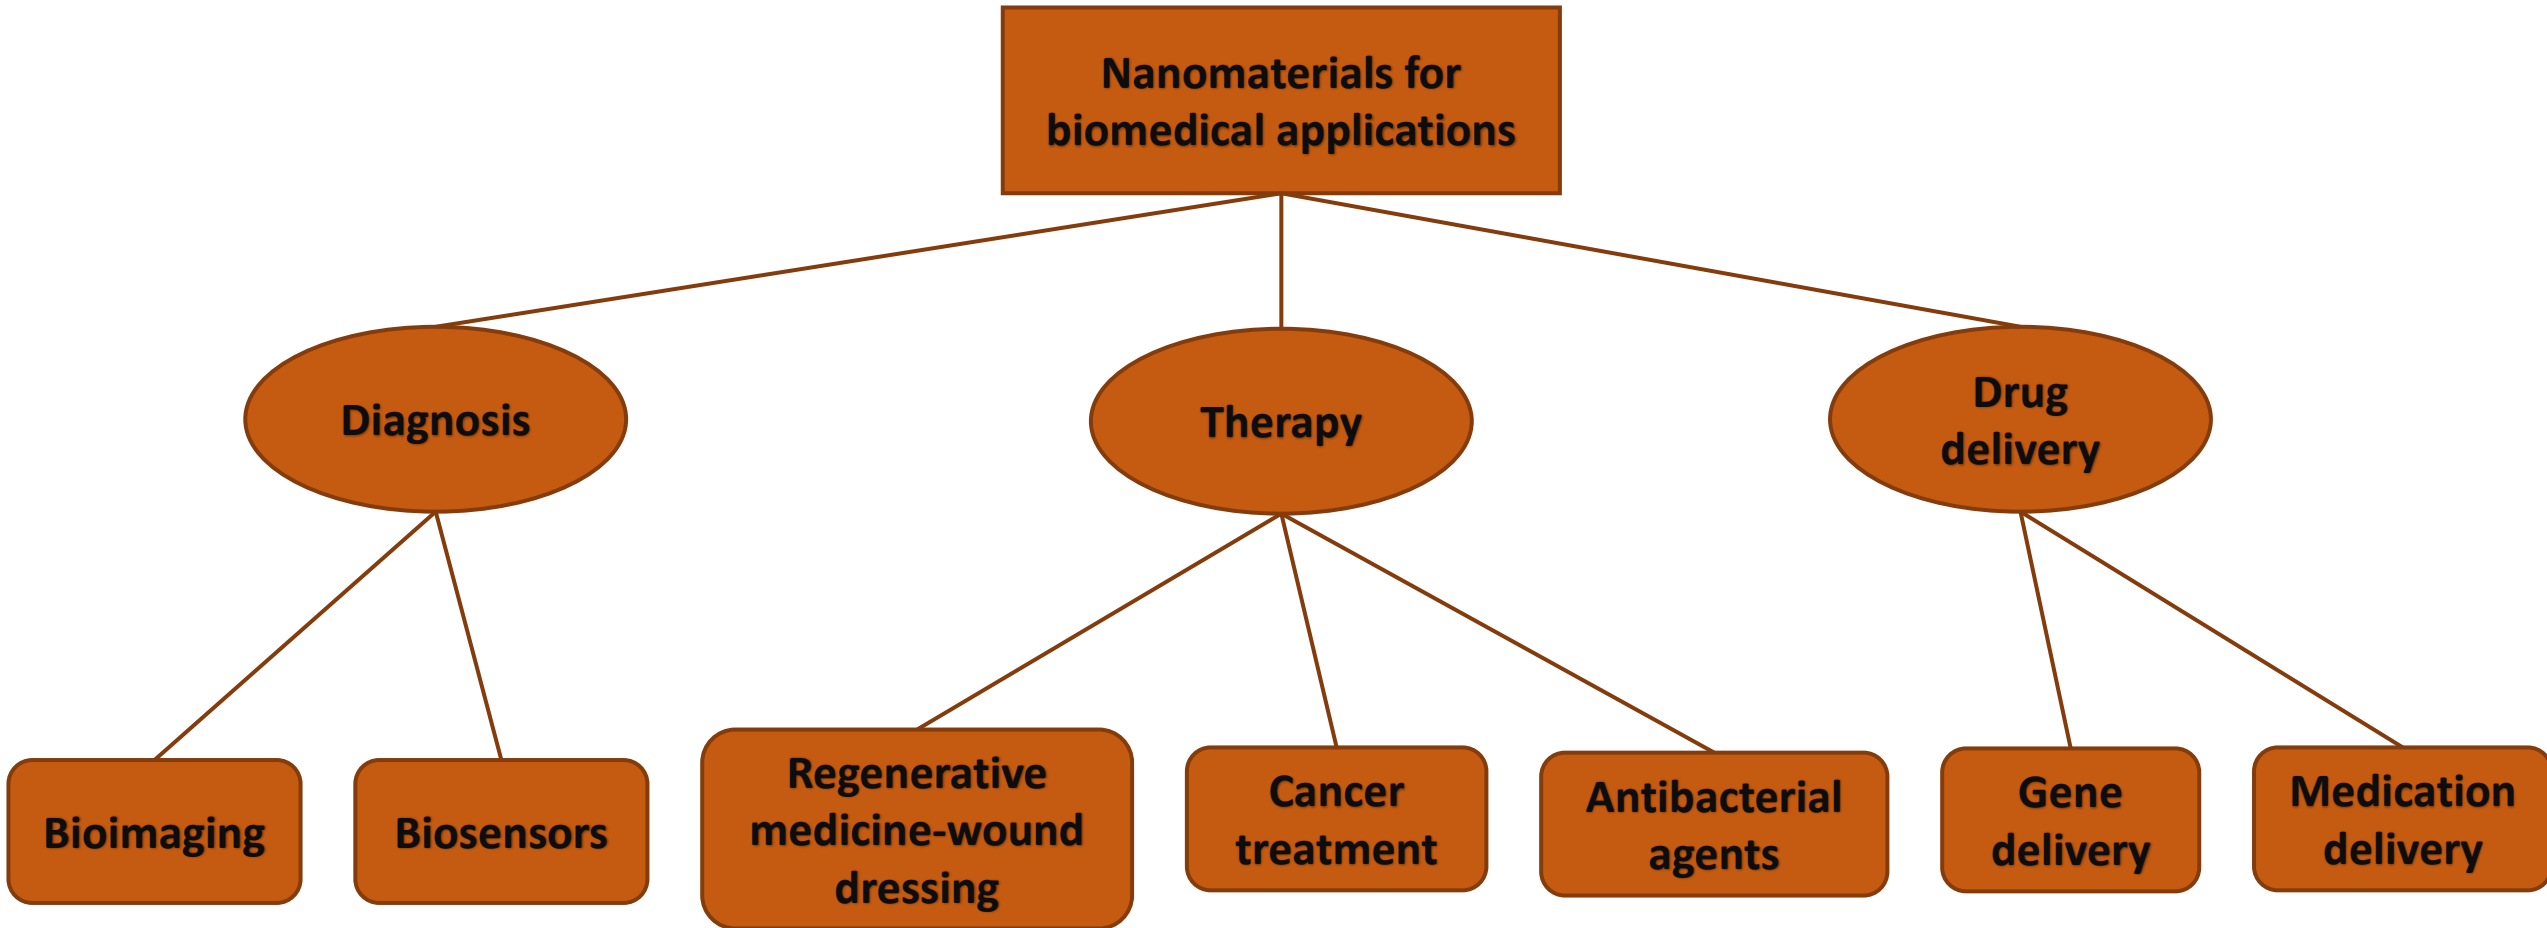 Nanomaterials for
biomedical applications
Diagnosis
Therapy
Drug
delivery
Bioimaging
Biosensors
Regenerative
medicine-wound
dressing
Cancer
treatment
Antibacterial
agents
Gene
delivery
Medication
delivery